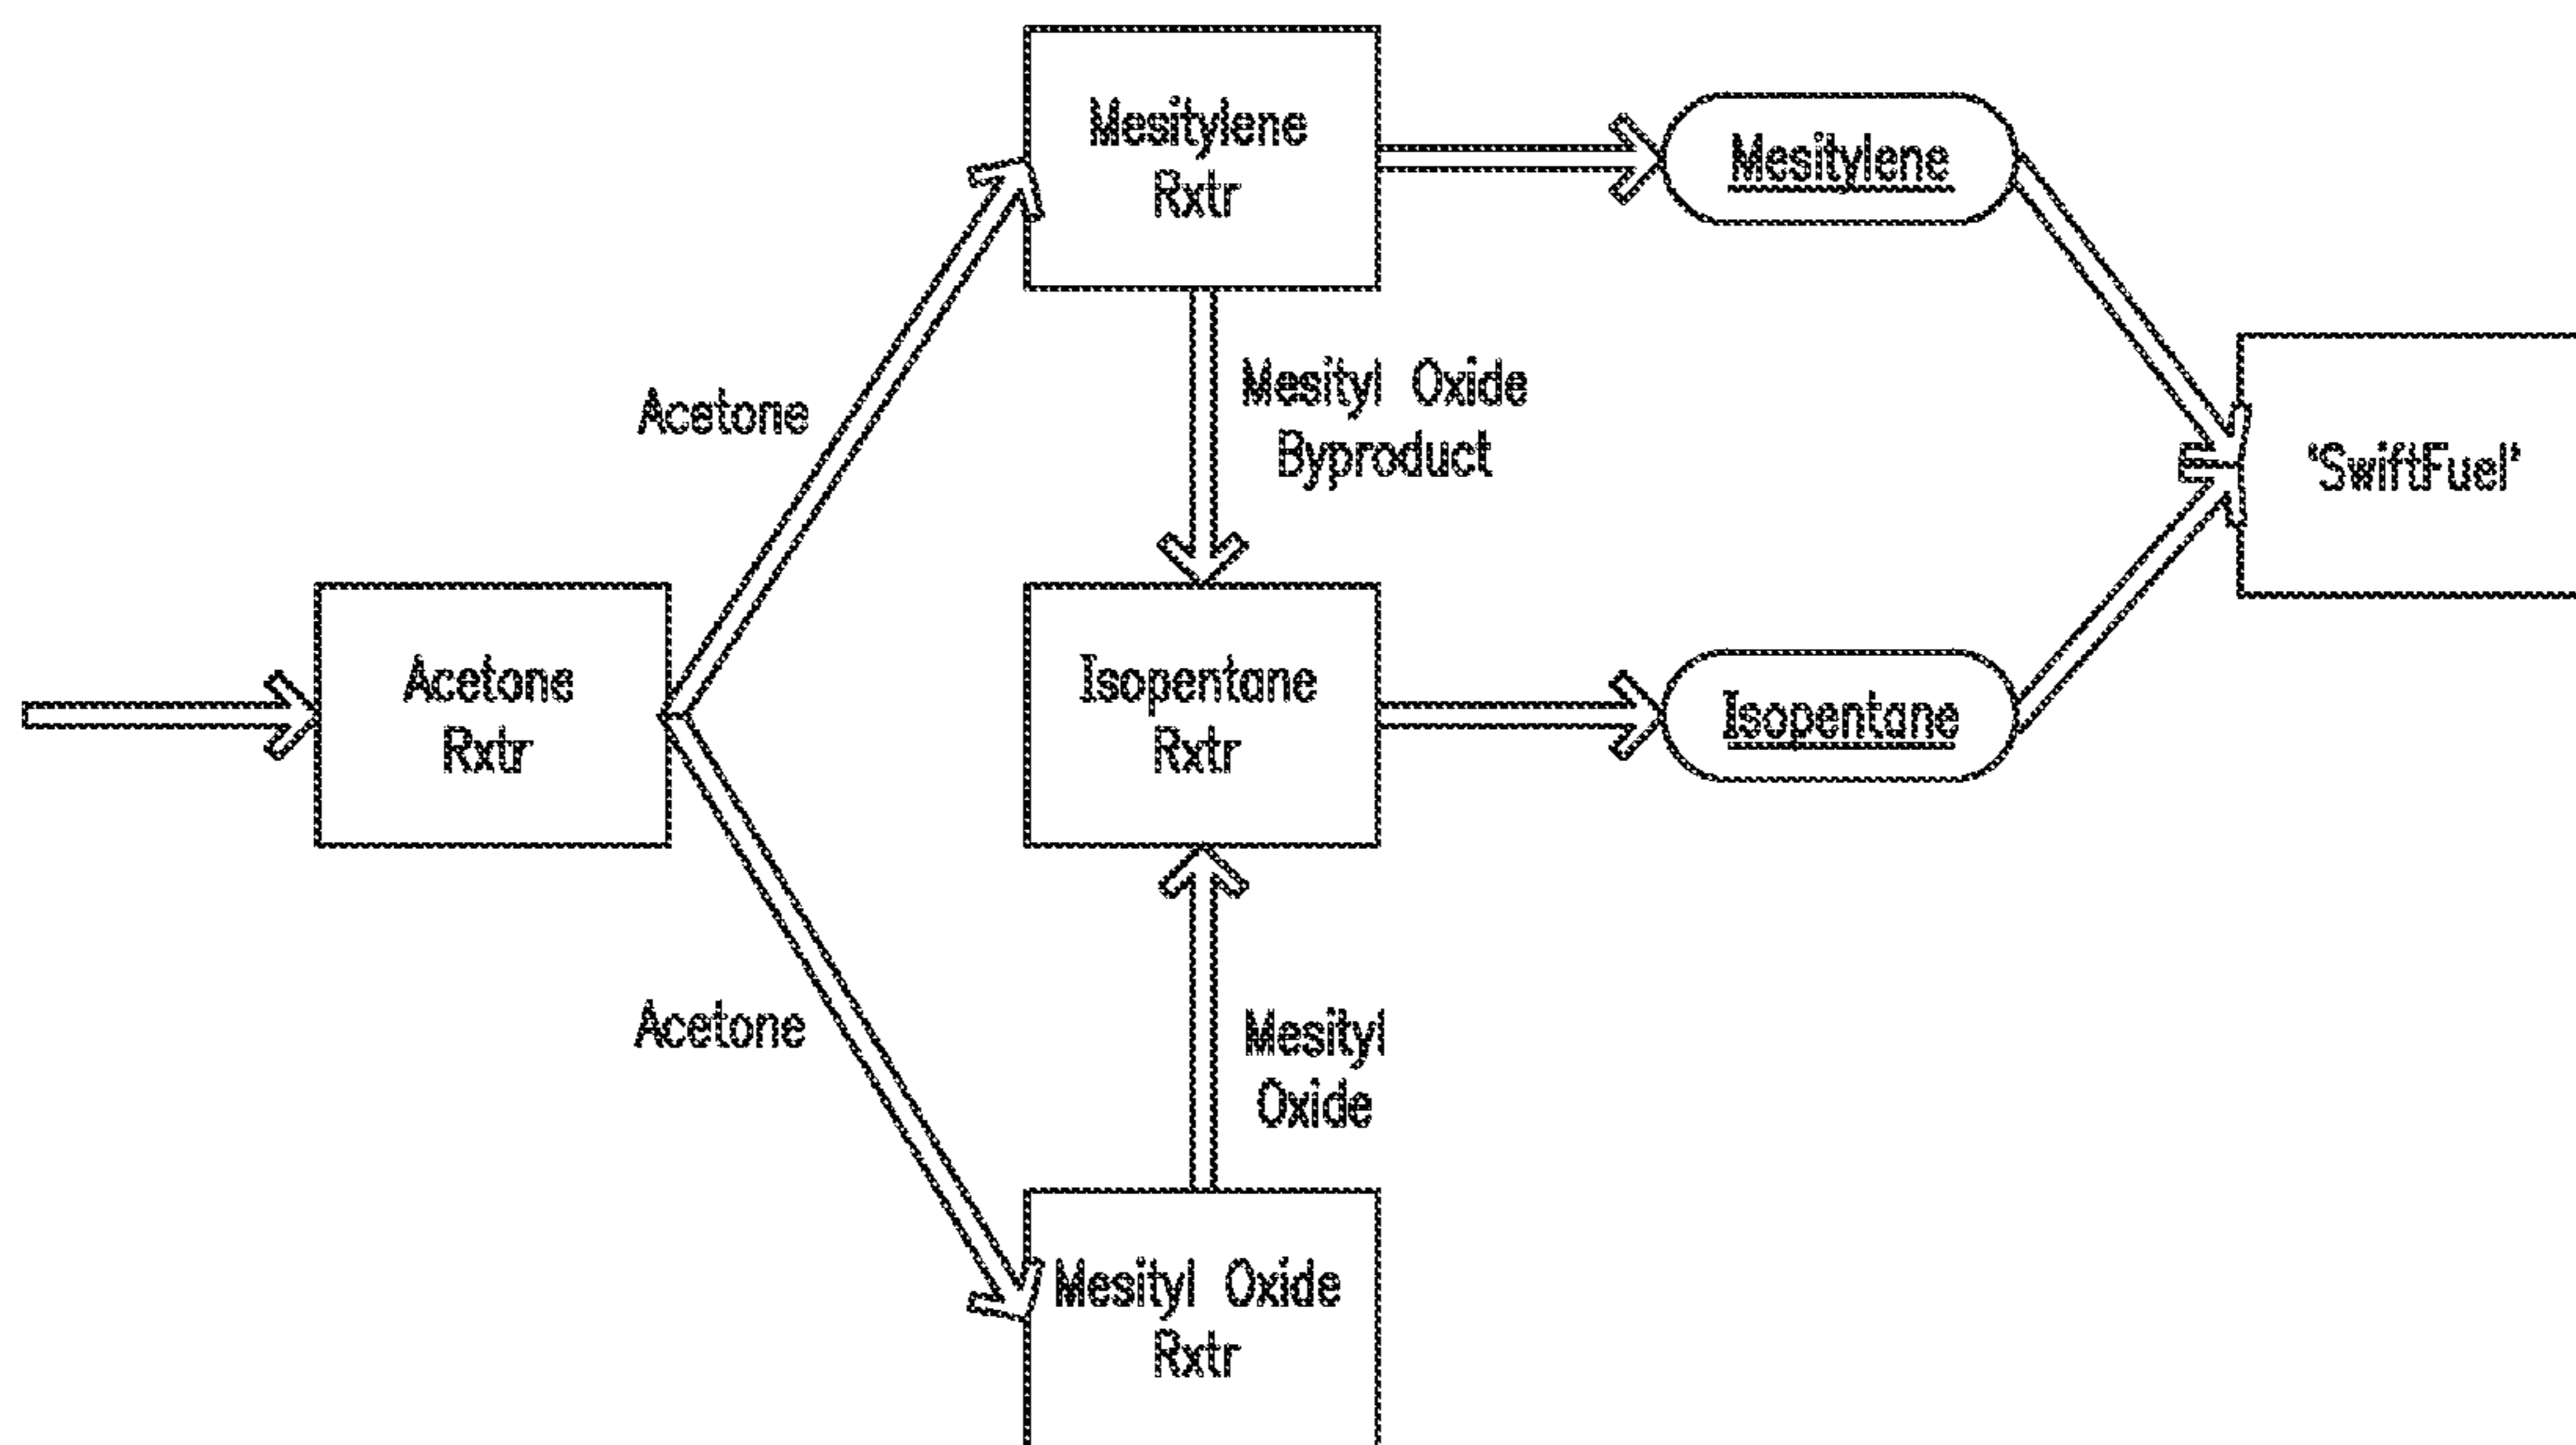 Mesitylene
Rxtr
Mesitylene
Mesityl Oxide
Byproduct
Acetone
'SwiftFuel'
Acetone
Rxtr
Isopentane
Rxtr
Isopentane
Acetone
Mesityl
Oxide
Mesityl Oxide
Rxtr